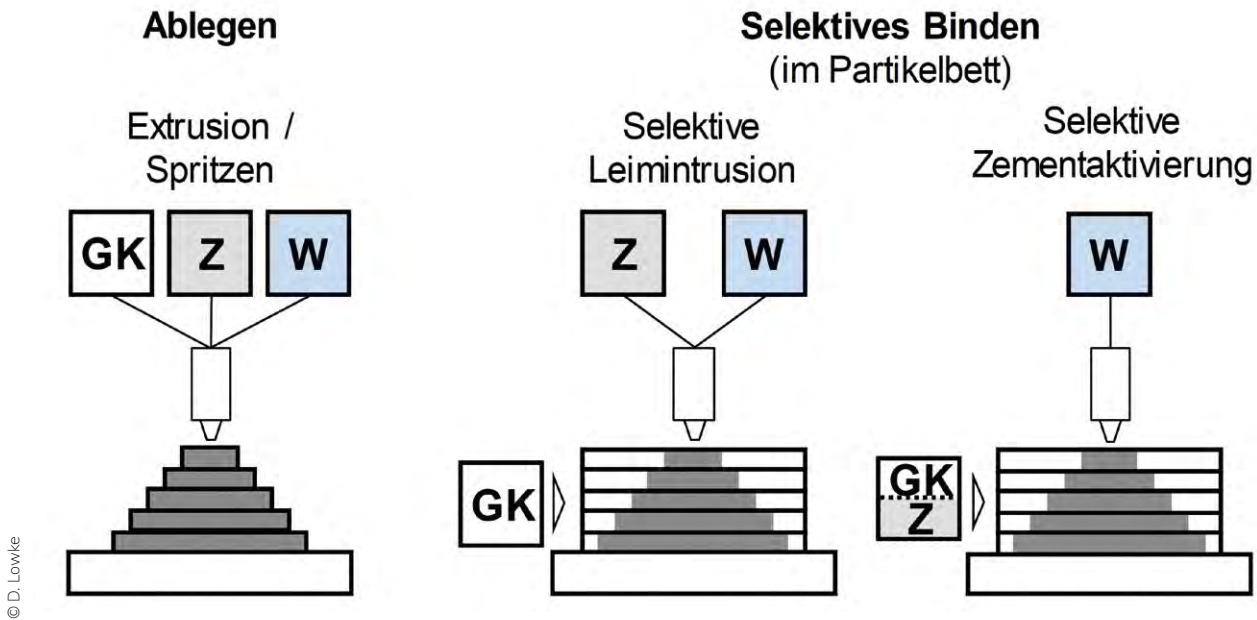 Ablegen
Extrusion /
Spritzen
GK Z W
Selektives Binden
(im Partikelbett)
Selektive
Leimintrusion
Z W
GK
Selektive
Zementaktivierung
W
GK
Z
© D. Lowke